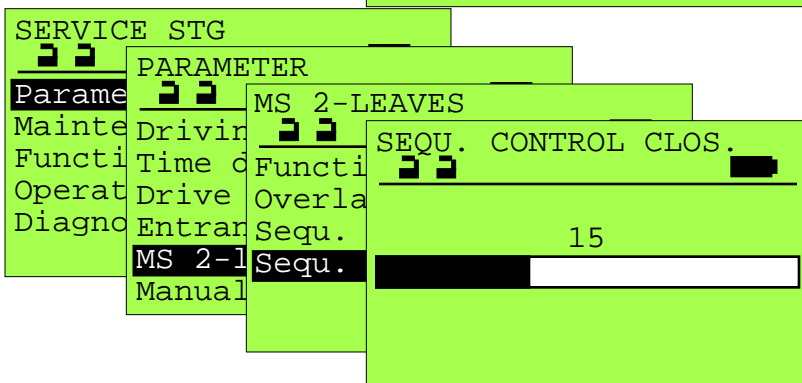 SERVICE STG
Parame
Mainte
Functi
Operat
Diagno
PARAMETER
Drivin
Time d
Drive
Entran
MS 2-l
Manual
MS 2-LEAVES
Functi
Overla
Sequ.
Sequ.
SEQU. CONTROL CLOS.
15